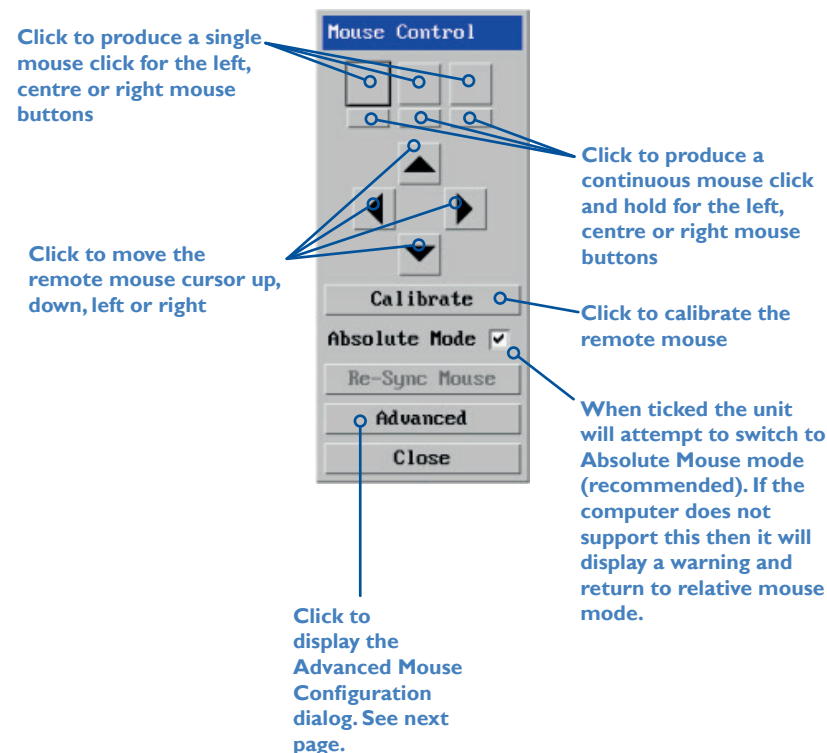 Mouse Control
Click to produce a single
mouse click for the left,
centre or right mouse
buttons
Click to produce a
continuous mouse click
and hold for the left,
centre or right mouse
buttons
Click to move the
remote mouse cursor up,
down, left or right
Calibrate
Click to calibrate the
remote mouse
Absolute Mode
Re-Sync Mouse
Advanced
Close
When ticked the unit
will attempt to switch to
Absolute Mouse mode
(recommended). If the
computer does not
support this then it will
display a warning and
return to relative mouse
mode.
Click to
display the
Advanced Mouse
Configuration
dialog. See next
page.